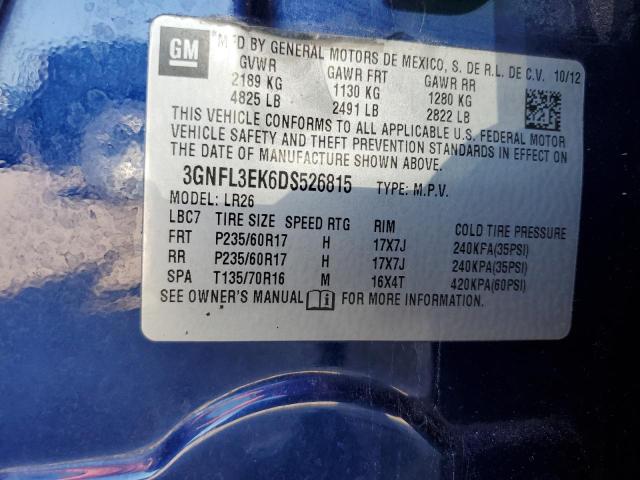 GM
MFD BY GENERAL MOTORS DE MEXICO, S. DE R.L. DE C.V. 10/12
GVWR GAWR FRT GAWR RR
2189 KG 1130 KG 1280 KG
4825 LB 2491 LB 2822 LB
THIS VEHICLE CONFORMS TO ALL APPLICABLE U.S. FEDERAL MOTOR
VEHICLE SAFETY AND THEFT PREVENTION STANDARDS IN EFFECT ON
THE DATE OF MANUFACTURE SHOWN ABOVE.
3GNFL3EK6DS526815 TYPE: M.P.V.
MODEL: LR26
LBC7 TIRE SIZE SPEED RTG RIM COLD TIRE PRESSURE
FRT P235/60R17 H 17X7J 240KPA(35PSI)
RR P235/60R17 H 17X7J 240KPA(35PSI)
SPA T135/70R16 M 16X4T 420KPA(60PSI)
SEE OWNER'S MANUAL FOR MORE INFORMATION.